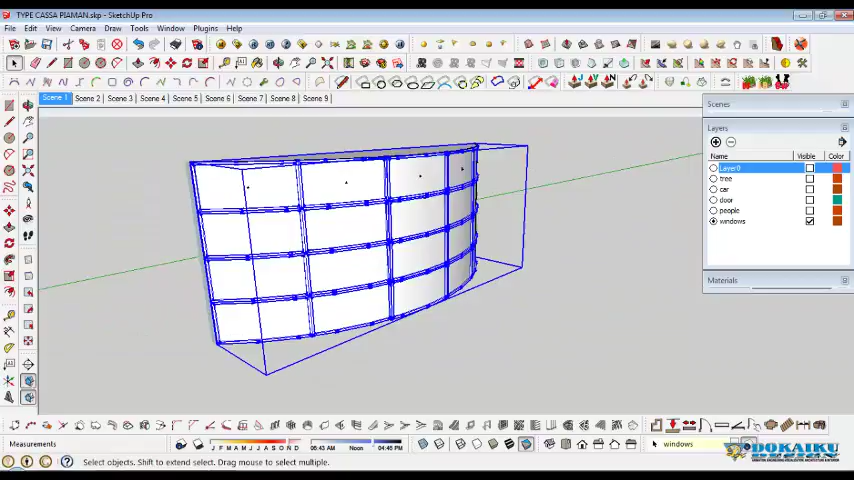 TYPE CASSA PIAMAN.skp - SketchUp Pro
File Edit View Camera Draw Tools Window Plugins Help
Scene 1 Scene 2 Scene 3 Scene 4 Scene 5 Scene 6 Scene 7 Scene 8 Scene 9
Scenes
Layers
Name Visible Color
Layer0
tree
car
door
people
windows
Materials
06:43 AM Noon 04:46 PM
windows
Measurements
DOKAIKU
Select objects. Shift to extend select. Drag mouse to select multiple.